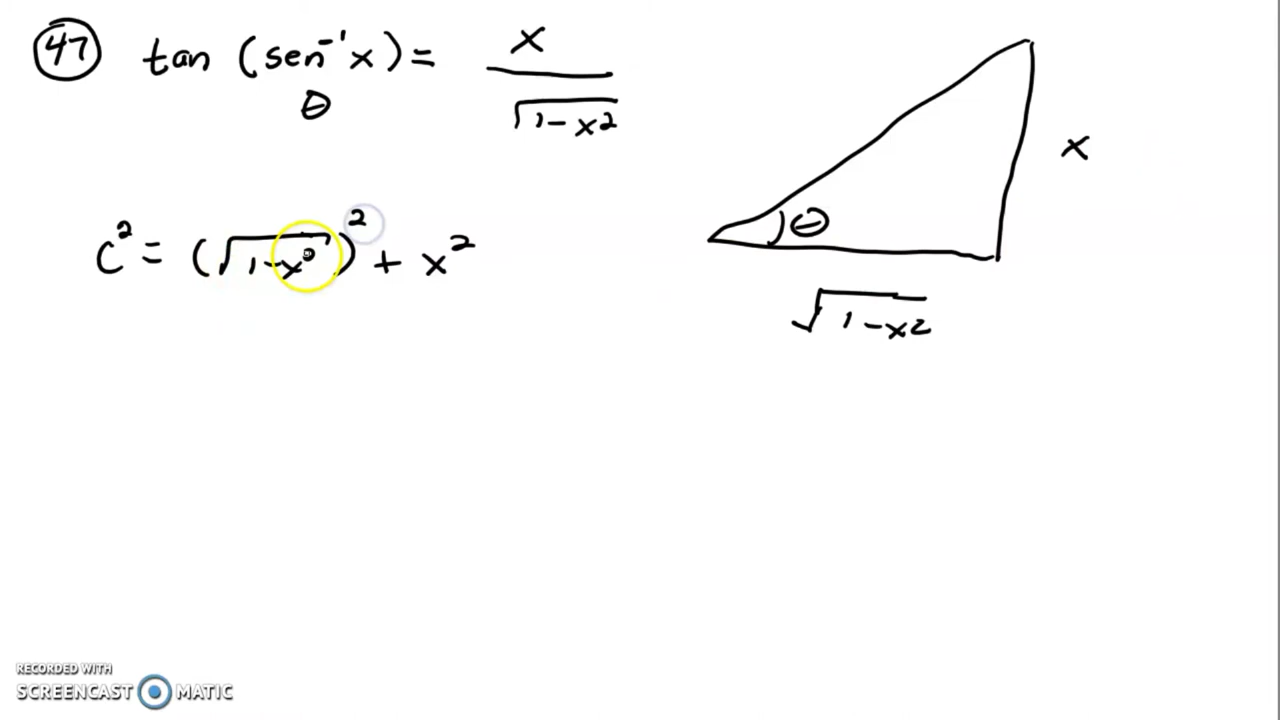 47 tan (sen⁻¹x) = x / √1-x²
θ
c² = (√1-x²)² + x²
x
θ
√1-x²
RECORDED WITH
SCREENCAST MATIC